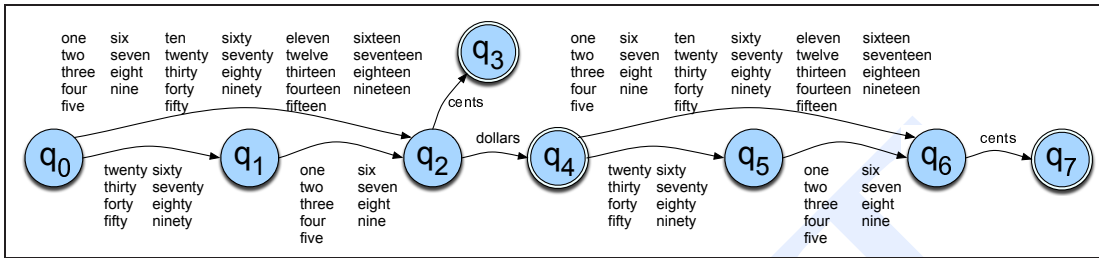 one six ten sixty eleven sixteen
two seven twenty seventy twelve seventeen
three eight thirty eighty thirteen eighteen
four nine forty ninety fourteen nineteen
five fifty fifteen
q3
cents
one six ten sixty eleven sixteen
two seven twenty seventy twelve seventeen
three eight thirty eighty thirteen eighteen
four nine forty ninety fourteen nineteen
five fifty fifteen
q0 q1 q2 dollars q4 q5 q6 cents q7
twenty sixty
thirty seventy
forty eighty
fifty ninety
one six
two seven
three eight
four nine
five
twenty sixty
thirty seventy
forty eighty
fifty ninety
one six
two seven
three eight
four nine
five